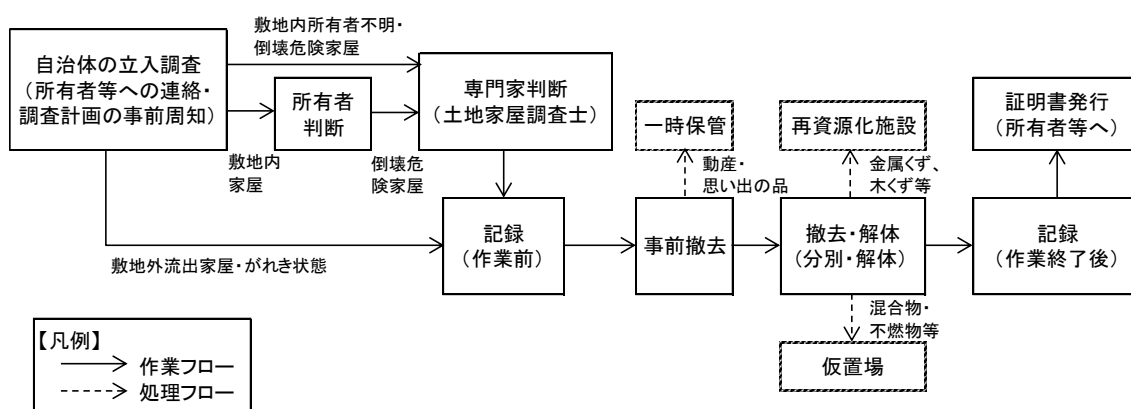 敷地内所有者不明・
倒壊危険家屋
自治体の立入調査
(所有者等への連絡・
調査計画の事前周知)
所有者
判断
専門家判断
(土地家屋調査士)
敷地内
家屋
倒壊危
険家屋
一時保管
再資源化施設
証明書発行
(所有者等へ)
動産・
思い出の品
金属くず、
木くず等
記録
(作業前)
事前撤去
撤去・解体
(分別・解体)
記録
(作業終了後)
敷地外流出家屋・がれき状態
混合物・
不燃物等
仮置場
【凡例】
作業フロー
処理フロー